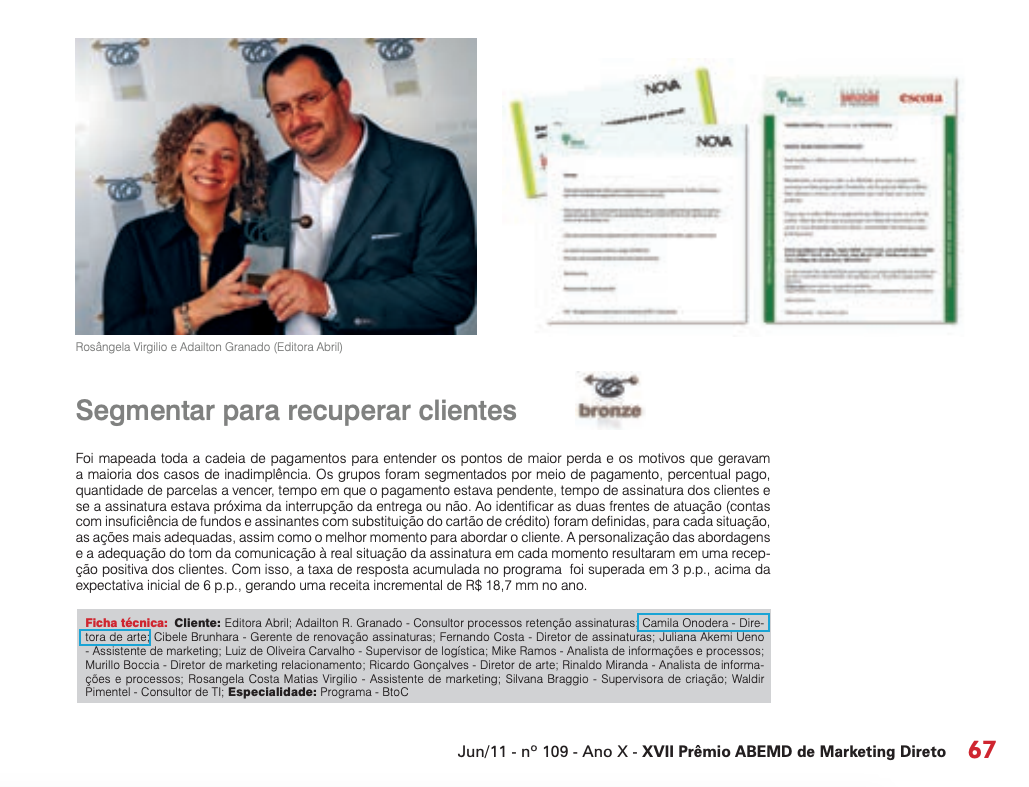 NOVA
NOVA
escola
Rosângela Virgilio e Adailton Granado (Editora Abril)
Segmentar para recuperar clientes
bronze
Foi mapeada toda a cadeia de pagamentos para entender os pontos de maior perda e os motivos que geravam
a maioria dos casos de inadimplência. Os grupos foram segmentados por meio de pagamento, percentual pago,
quantidade de parcelas a vencer, tempo em que o pagamento estava pendente, tempo de assinatura dos clientes e
se a assinatura estava próxima da interrupção da entrega ou não. Ao identificar as duas frentes de atuação (contas
com insuficiência de fundos e assinantes com substituição do cartão de crédito) foram definidas, para cada situação,
as ações mais adequadas, assim como o melhor momento para abordar o cliente. A personalização das abordagens
e a adequação do tom da comunicação à real situação da assinatura em cada momento resultaram em uma recep-
ção positiva dos clientes. Com isso, a taxa de resposta acumulada no programa foi superada em 3 p.p., acima da
expectativa inicial de 6 p.p., gerando uma receita incremental de R$ 18,7 mm no ano.
Ficha técnica: Cliente: Editora Abril; Adailton R. Granado - Consultor processos retenção assinaturas; Camila Onodera - Dire-
tora de arte; Cibele Brunhara - Gerente de renovação assinaturas; Fernando Costa - Diretor de assinaturas; Juliana Akemi Ueno
- Assistente de marketing; Luiz de Oliveira Carvalho - Supervisor de logística; Mike Ramos - Analista de informações e processos;
Murillo Boccia - Diretor de marketing relacionamento; Ricardo Gonçalves - Diretor de arte; Rinaldo Miranda - Analista de informa-
ções e processos; Rosangela Costa Matias Virgilio - Assistente de marketing; Silvana Braggio - Supervisora de criação; Waldir
Pimentel - Consultor de TI; Especialidade: Programa - BtoC
Jun/11 - nº 109 - Ano X - XVII Prêmio ABEMD de Marketing Direto 67